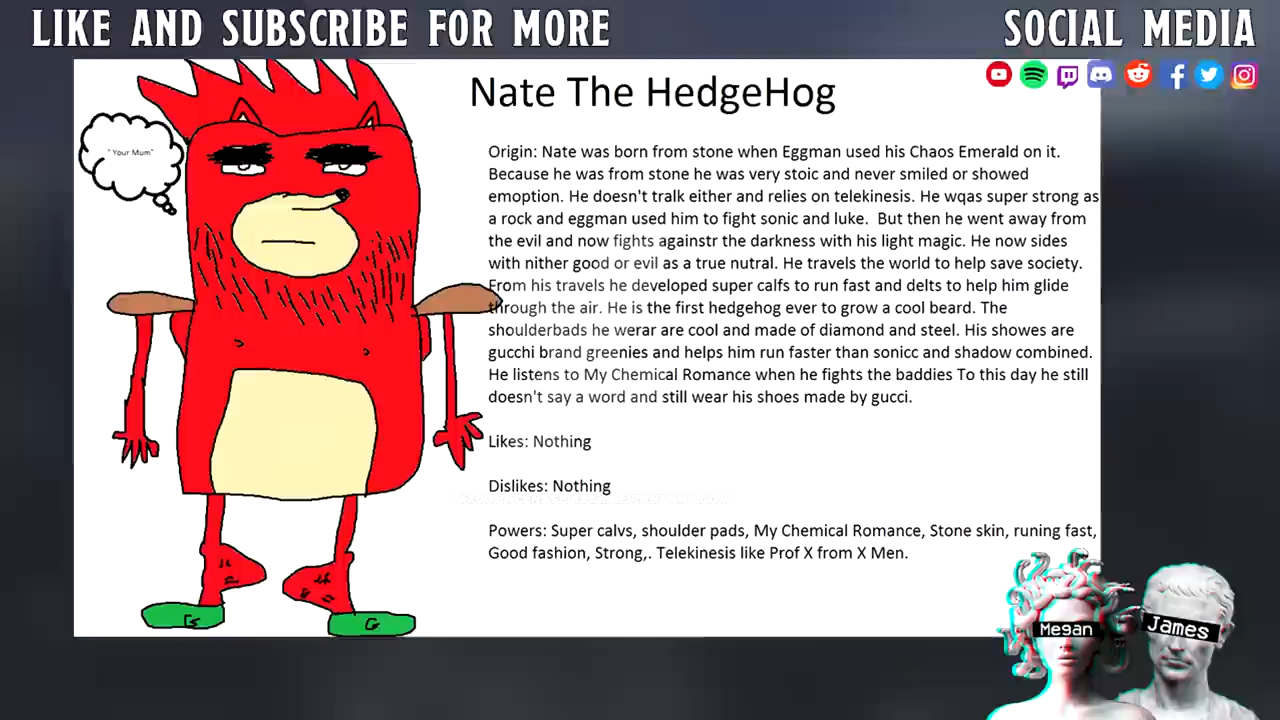 LIKE AND SUBSCRIBE FOR MORE
SOCIAL MEDIA
Nate The HedgeHog
" Your Mum"
Origin: Nate was born from stone when Eggman used his Chaos Emerald on it.
Because he was from stone he was very stoic and never smiled or showed
emoption. He doesn't tralk either and relies on telekinesis. He wqas super strong as
a rock and eggman used him to fight sonic and luke.  But then he went away from
the evil and now fights againstr the darkness with his light magic. He now sides
with nither good or evil as a true nutral. He travels the world to help save society.
From his travels he developed super calfs to run fast and delts to help him glide
through the air. He is the first hedgehog ever to grow a cool beard. The
shoulderbads he werar are cool and made of diamond and steel. His showes are
gucchi brand greenies and helps him run faster than sonicc and shadow combined.
He listens to My Chemical Romance when he fights the baddies To this day he still
doesn't say a word and still wear his shoes made by gucci.
Likes: Nothing
Dislikes: Nothing
Powers: Super calvs, shoulder pads, My Chemical Romance, Stone skin, runing fast,
Good fashion, Strong,. Telekinesis like Prof X from X Men.
G
G
Megan
James